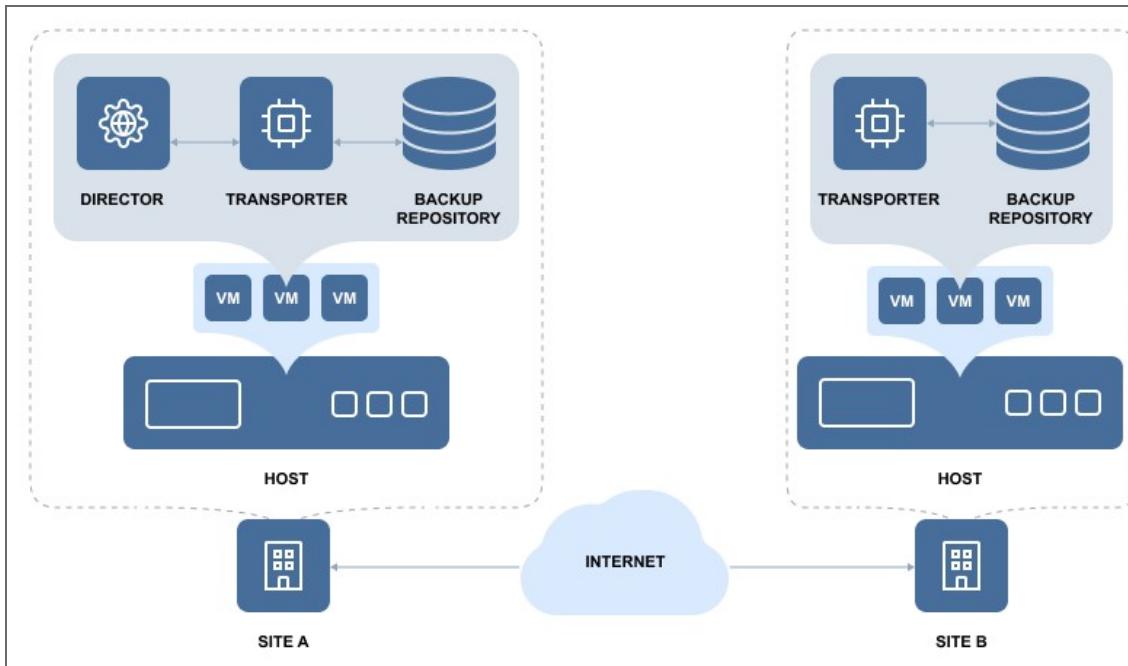 DIRECTOR
TRANSPORTER
BACKUP
REPOSITORY
VM
VM
VM
HOST
SITE A
INTERNET
TRANSPORTER
BACKUP
REPOSITORY
VM
VM
VM
HOST
SITE B